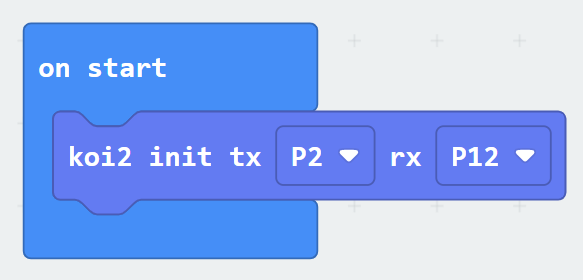 on start
koi2 init tx P2 rx P12